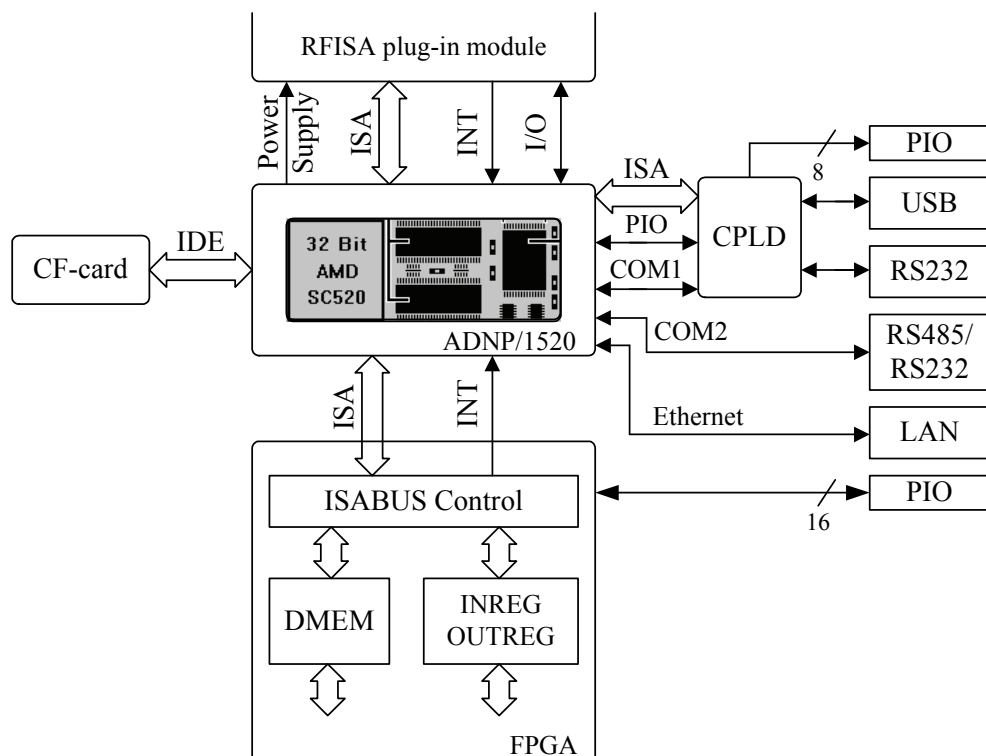 RFISA plug-in module
Power
Supply
ISA
INT
I/O
ISA
8
PIO
CF-card
IDE
32 Bit
AMD
SC520
ADNP/1520
PIO
COM1
CPLD
USB
RS232
COM2
RS485/
RS232
Ethernet
LAN
ISA
INT
ISABUS Control
16
PIO
DMEM
INREG
OUTREG
FPGA